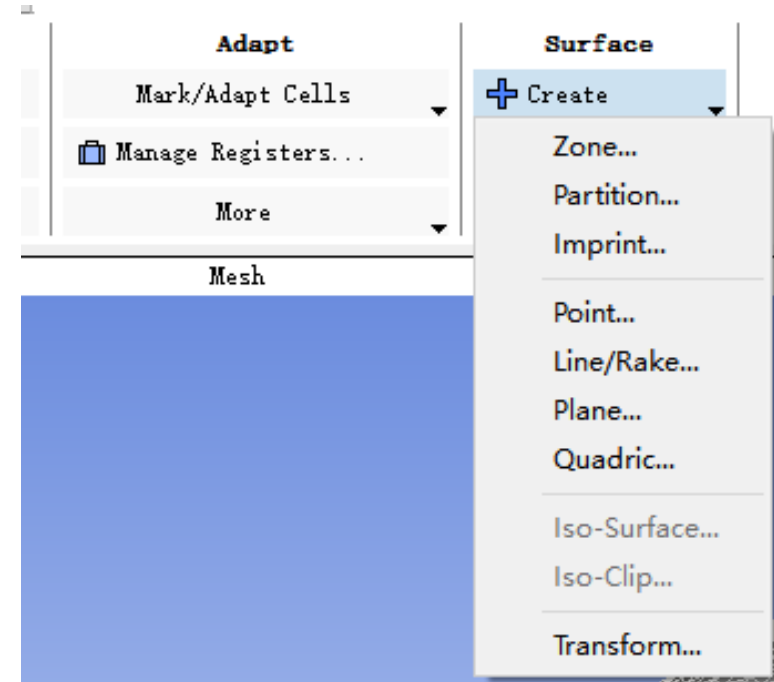 Adapt
Surface
Mark/Adapt Cells
Create
Manage Registers...
More
Mesh
Zone...
Partition...
Imprint...
Point...
Line/Rake...
Plane...
Quadric...
Iso-Surface...
Iso-Clip...
Transform...